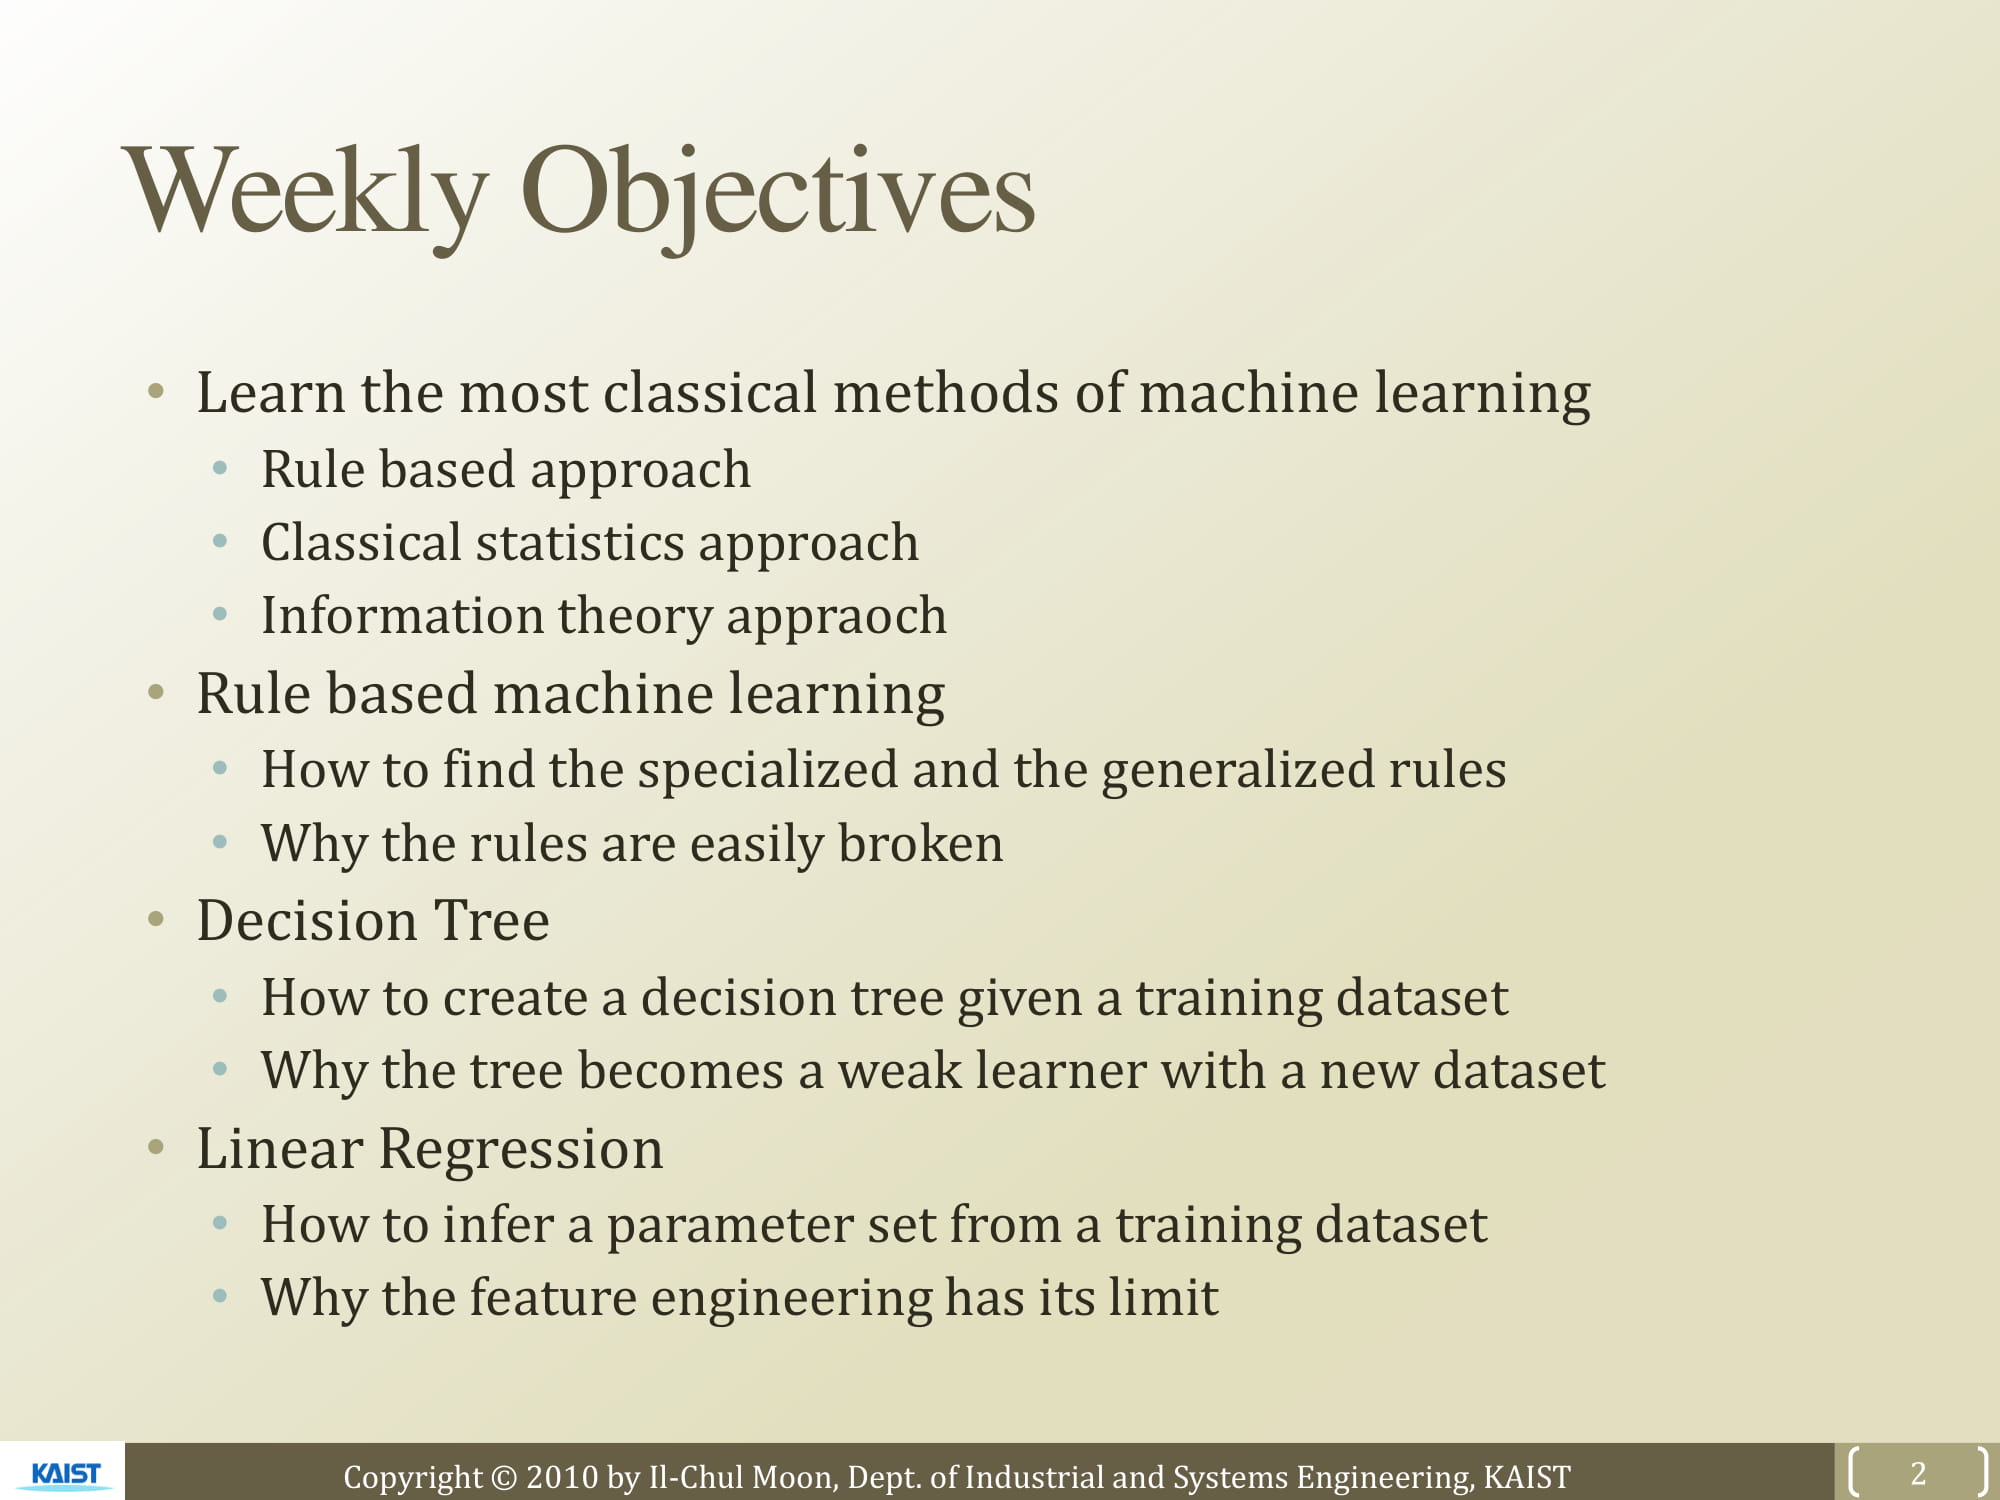 Weekly Objectives
• Learn the most classical methods of machine learning
• Rule based approach
• Classical statistics approach
• Information theory appraoch
• Rule based machine learning
• How to find the specialized and the generalized rules
• Why the rules are easily broken
• Decision Tree
• How to create a decision tree given a training dataset
• Why the tree becomes a weak learner with a new dataset
• Linear Regression
• How to infer a parameter set from a training dataset
• Why the feature engineering has its limit
KAIST
Copyright © 2010 by Il-Chul Moon, Dept. of Industrial and Systems Engineering, KAIST
2